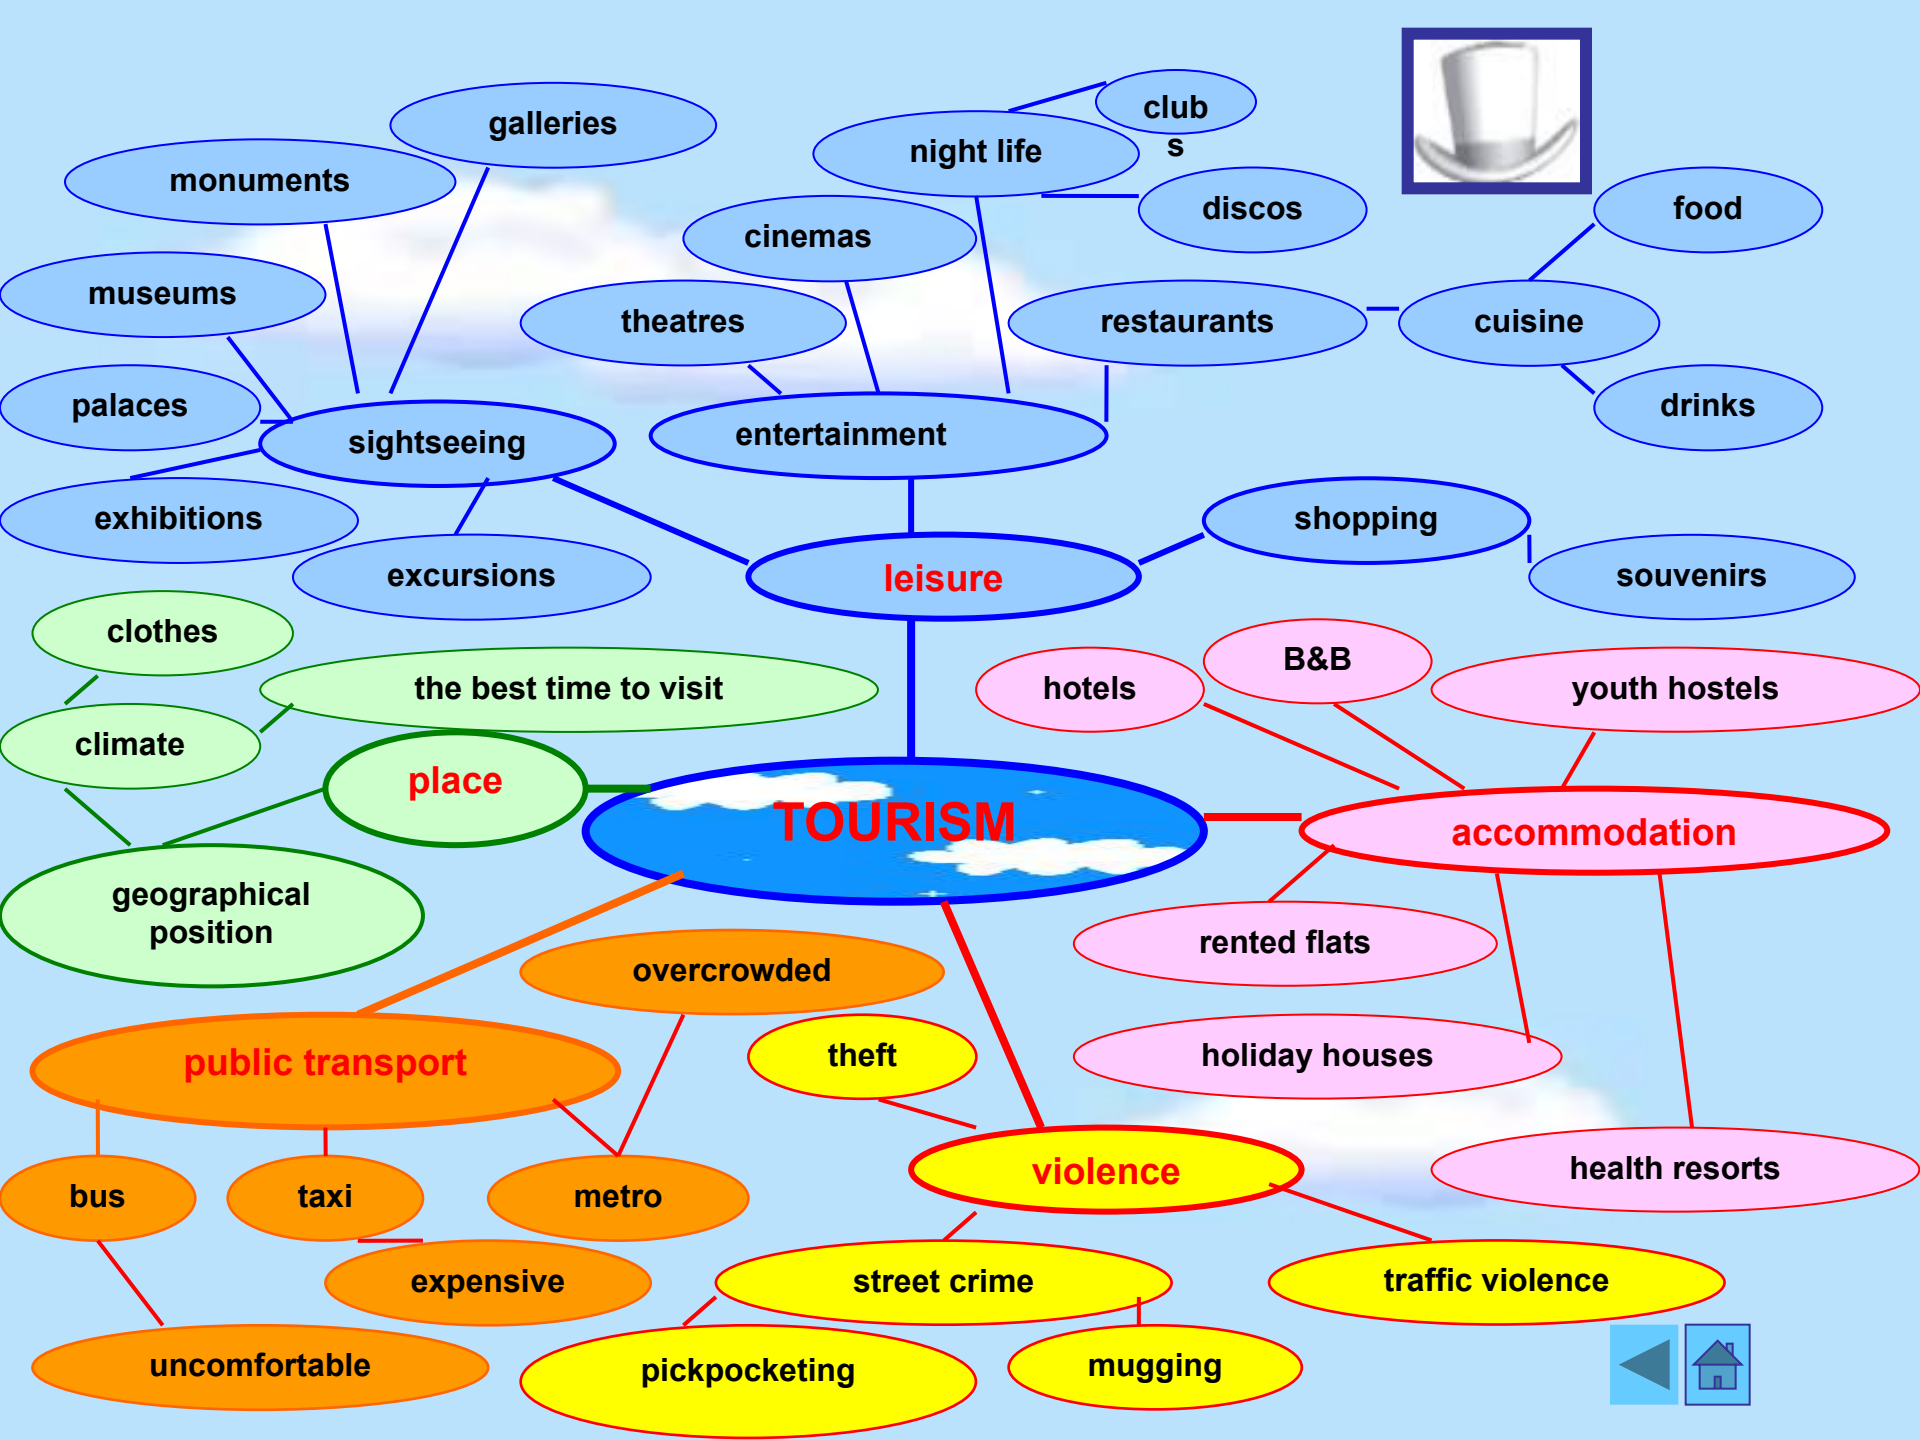 club
s
galleries
night life
monuments
discos
food
cinemas
museums
theatres
restaurants
cuisine
palaces
drinks
sightseeing
entertainment
exhibitions
shopping
excursions
leisure
souvenirs
clothes
the best time to visit
hotels
B&B
youth hostels
climate
place
TOURISM
accommodation
geographical
position
rented flats
overcrowded
public transport
theft
holiday houses
bus
taxi
metro
violence
health resorts
expensive
street crime
traffic violence
uncomfortable
pickpocketing
mugging